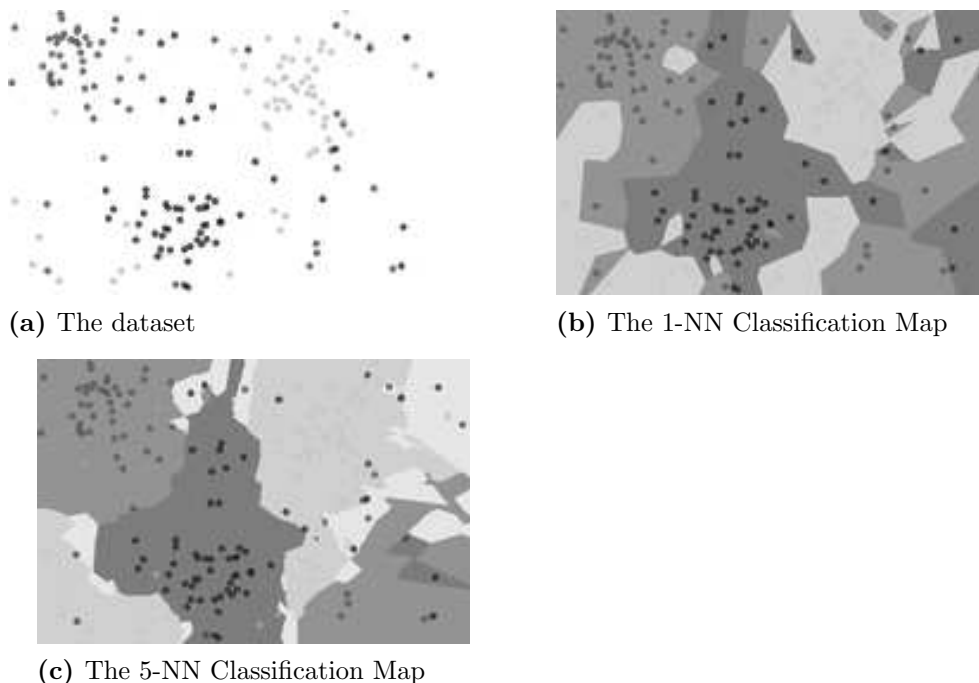 (a) The dataset
(b) The 1-NN Classification Map
(c) The 5-NN Classification Map